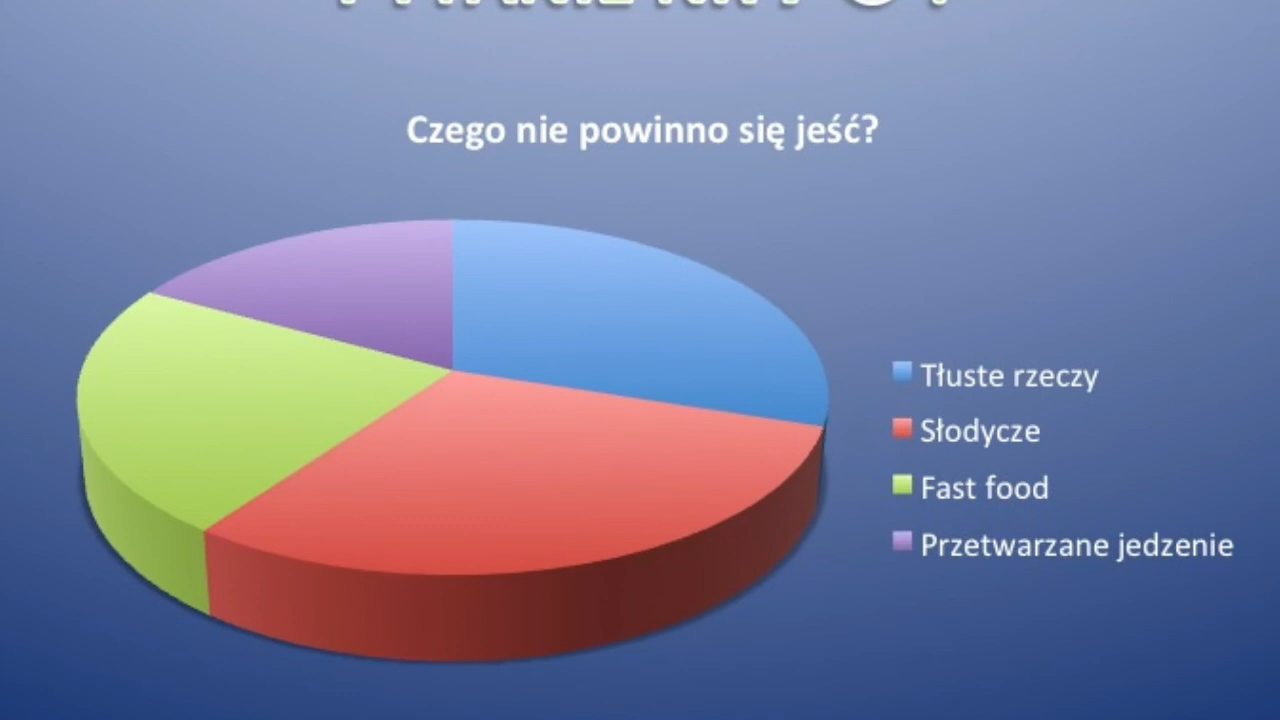 Czego nie powinno się jeść?
Tłuste rzeczy
Słodycze
Fast food
Przetwarzane jedzenie